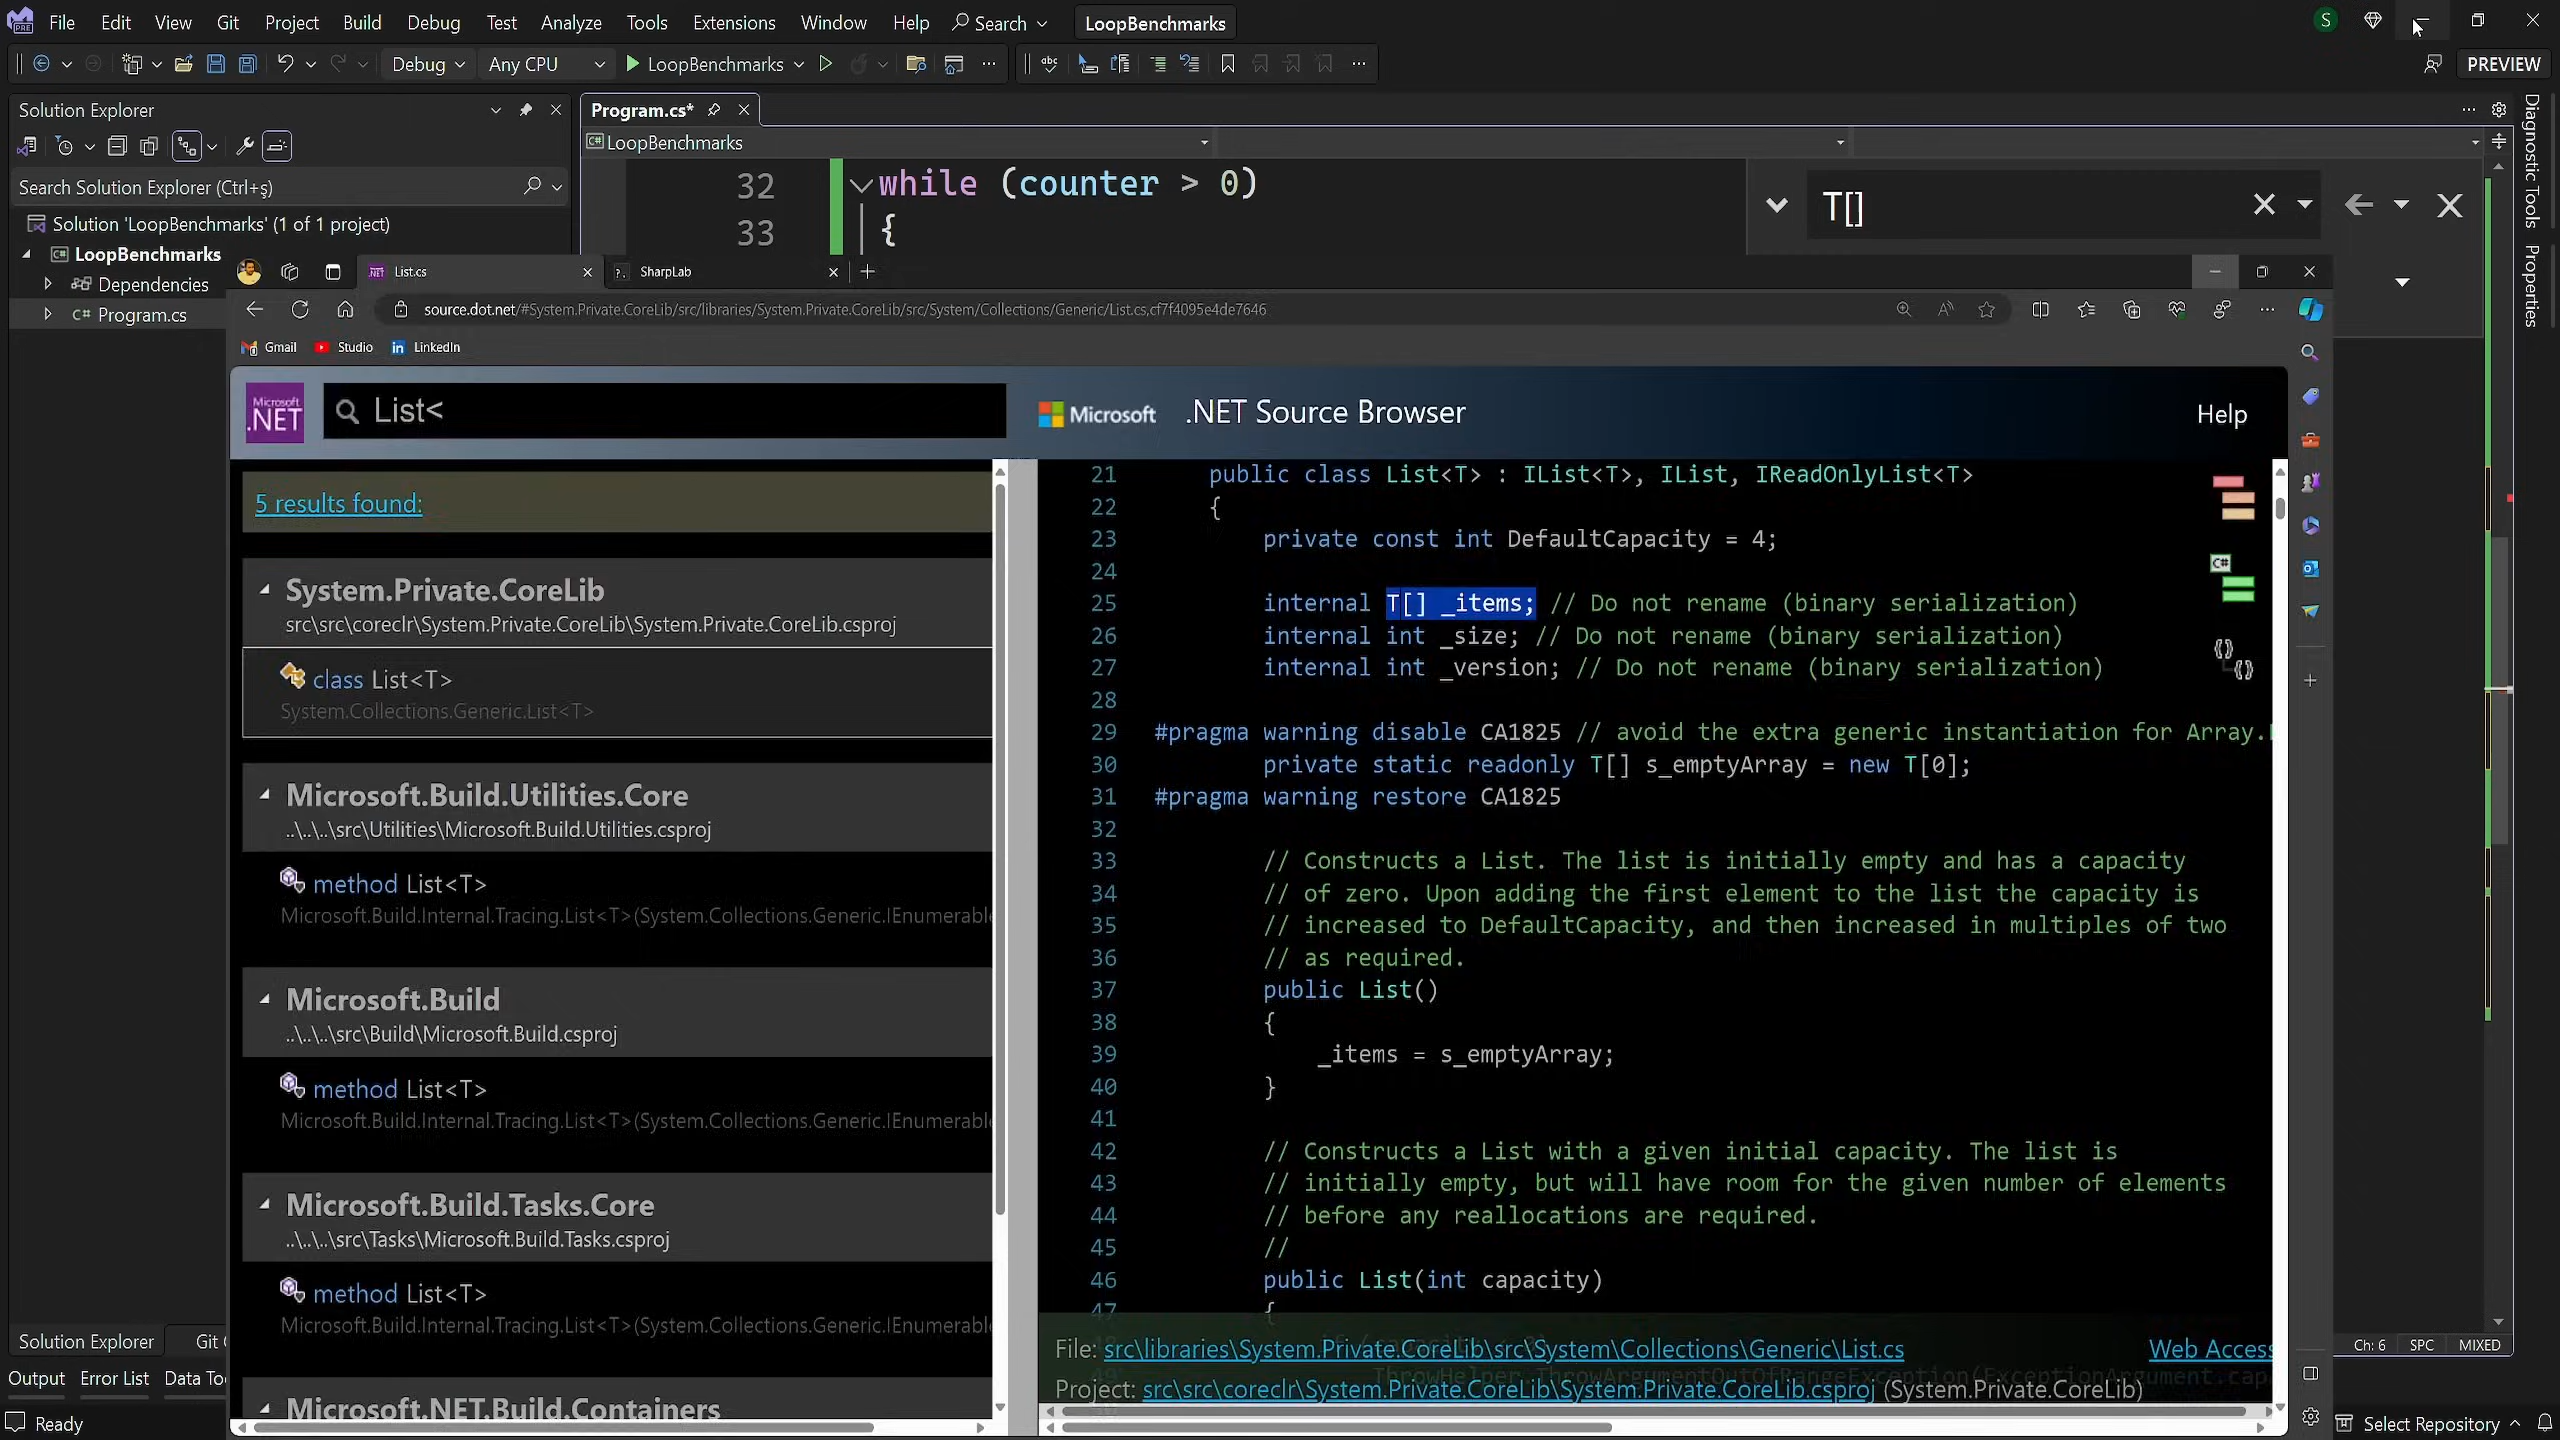 File Edit View Git Project Build Debug Test Analyze Tools Extensions Window Help Search LoopBenchmarks S
Debug Any CPU LoopBenchmarks abc PREVIEW
Solution Explorer
Search Solution Explorer (Ctrl+ş)
Solution 'LoopBenchmarks' (1 of 1 project)
LoopBenchmarks
Dependencies
C# Program.cs
Program.cs*
C# LoopBenchmarks
32 while (counter > 0)
33 {
T[]
Diagnostic Tools
Properties
List.cs
SharpLab
source.dot.net/#System.Private.CoreLib/src/libraries/System.Private.CoreLib/src/System/Collections/Generic/List.cs,cf7f4095e4de7646
Gmail Studio LinkedIn
Microsoft
.NET
List<
Microsoft .NET Source Browser
Help
5 results found:
System.Private.CoreLib
src\src\coreclr\System.Private.CoreLib\System.Private.CoreLib.csproj
class List<T>
System.Collections.Generic.List<T>
Microsoft.Build.Utilities.Core
..\..\..\src\Utilities\Microsoft.Build.Utilities.csproj
method List<T>
Microsoft.Build.Internal.Tracing.List<T>(System.Collections.Generic.IEnumerable
Microsoft.Build
..\..\..\src\Build\Microsoft.Build.csproj
method List<T>
Microsoft.Build.Internal.Tracing.List<T>(System.Collections.Generic.IEnumerable
Microsoft.Build.Tasks.Core
..\..\..\src\Tasks\Microsoft.Build.Tasks.csproj
method List<T>
Microsoft.Build.Internal.Tracing.List<T>(System.Collections.Generic.IEnumerable
Microsoft.NET.Build.Containers
21 public class List<T> : IList<T>, IList, IReadOnlyList<T>
22 {
23 private const int DefaultCapacity = 4;
24
25 internal T[] _items; // Do not rename (binary serialization)
26 internal int _size; // Do not rename (binary serialization)
27 internal int _version; // Do not rename (binary serialization)
28
29 #pragma warning disable CA1825 // avoid the extra generic instantiation for Array.
30 private static readonly T[] s_emptyArray = new T[0];
31 #pragma warning restore CA1825
32
33 // Constructs a List. The list is initially empty and has a capacity
34 // of zero. Upon adding the first element to the list the capacity is
35 // increased to DefaultCapacity, and then increased in multiples of two
36 // as required.
37 public List()
38 {
39 _items = s_emptyArray;
40 }
41
42 // Constructs a List with a given initial capacity. The list is
43 // initially empty, but will have room for the given number of elements
44 // before any reallocations are required.
45 //
46 public List(int capacity)
47 {
File: src\libraries\System.Private.CoreLib\src\System\Collections\Generic\List.cs Web Access
ThrowHelper.ThrowArgumentOutOfRangeException(ExceptionArgument.cap
Project: src\src\coreclr\System.Private.CoreLib\System.Private.CoreLib.csproj (System.Private.CoreLib)
Solution Explorer Git
Output Error List Data To
Ready
Ch: 6 SPC MIXED
Select Repository